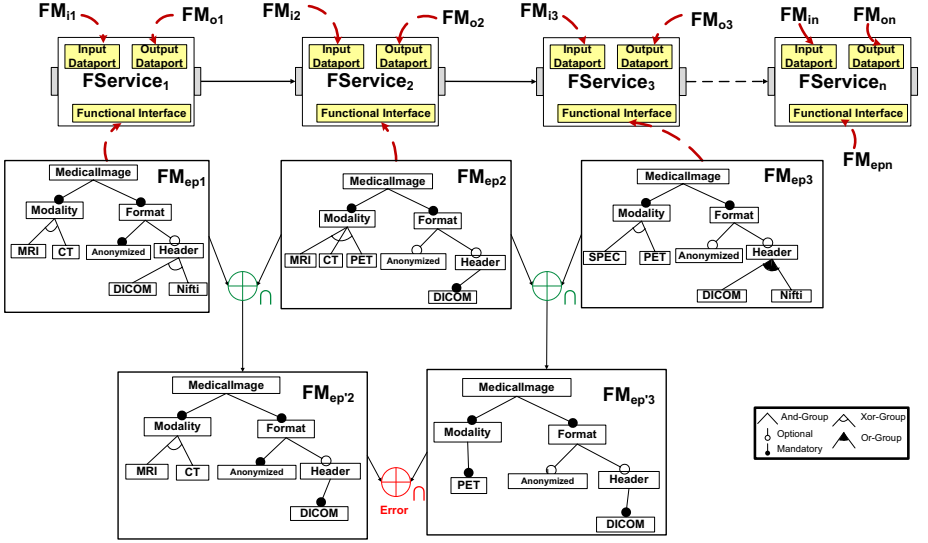 FMi1
FMo1
FMi2
FMo2
FMi3
FMo3
FMin
FMon
Input Dataport
Output Dataport
FService1
Functional Interface
Input Dataport
Output Dataport
FService2
Functional Interface
Input Dataport
Output Dataport
FService3
Functional Interface
Input Dataport
Output Dataport
FServicen
Functional Interface
FMepn
FMep1
MedicalImage
Modality
Format
MRI
CT
Anonymized
Header
DICOM
Nifti
FMep2
MedicalImage
Modality
Format
MRI
CT
PET
Anonymized
Header
DICOM
FMep3
MedicalImage
Modality
Format
SPEC
PET
Anonymized
Header
DICOM
Nifti
∩
∩
FMep'2
MedicalImage
Modality
Format
MRI
CT
Anonymized
Header
DICOM
∩
Error
FMep'3
MedicalImage
Modality
Format
PET
Anonymized
Header
DICOM
And-Group
Xor-Group
Optional
Or-Group
Mandatory